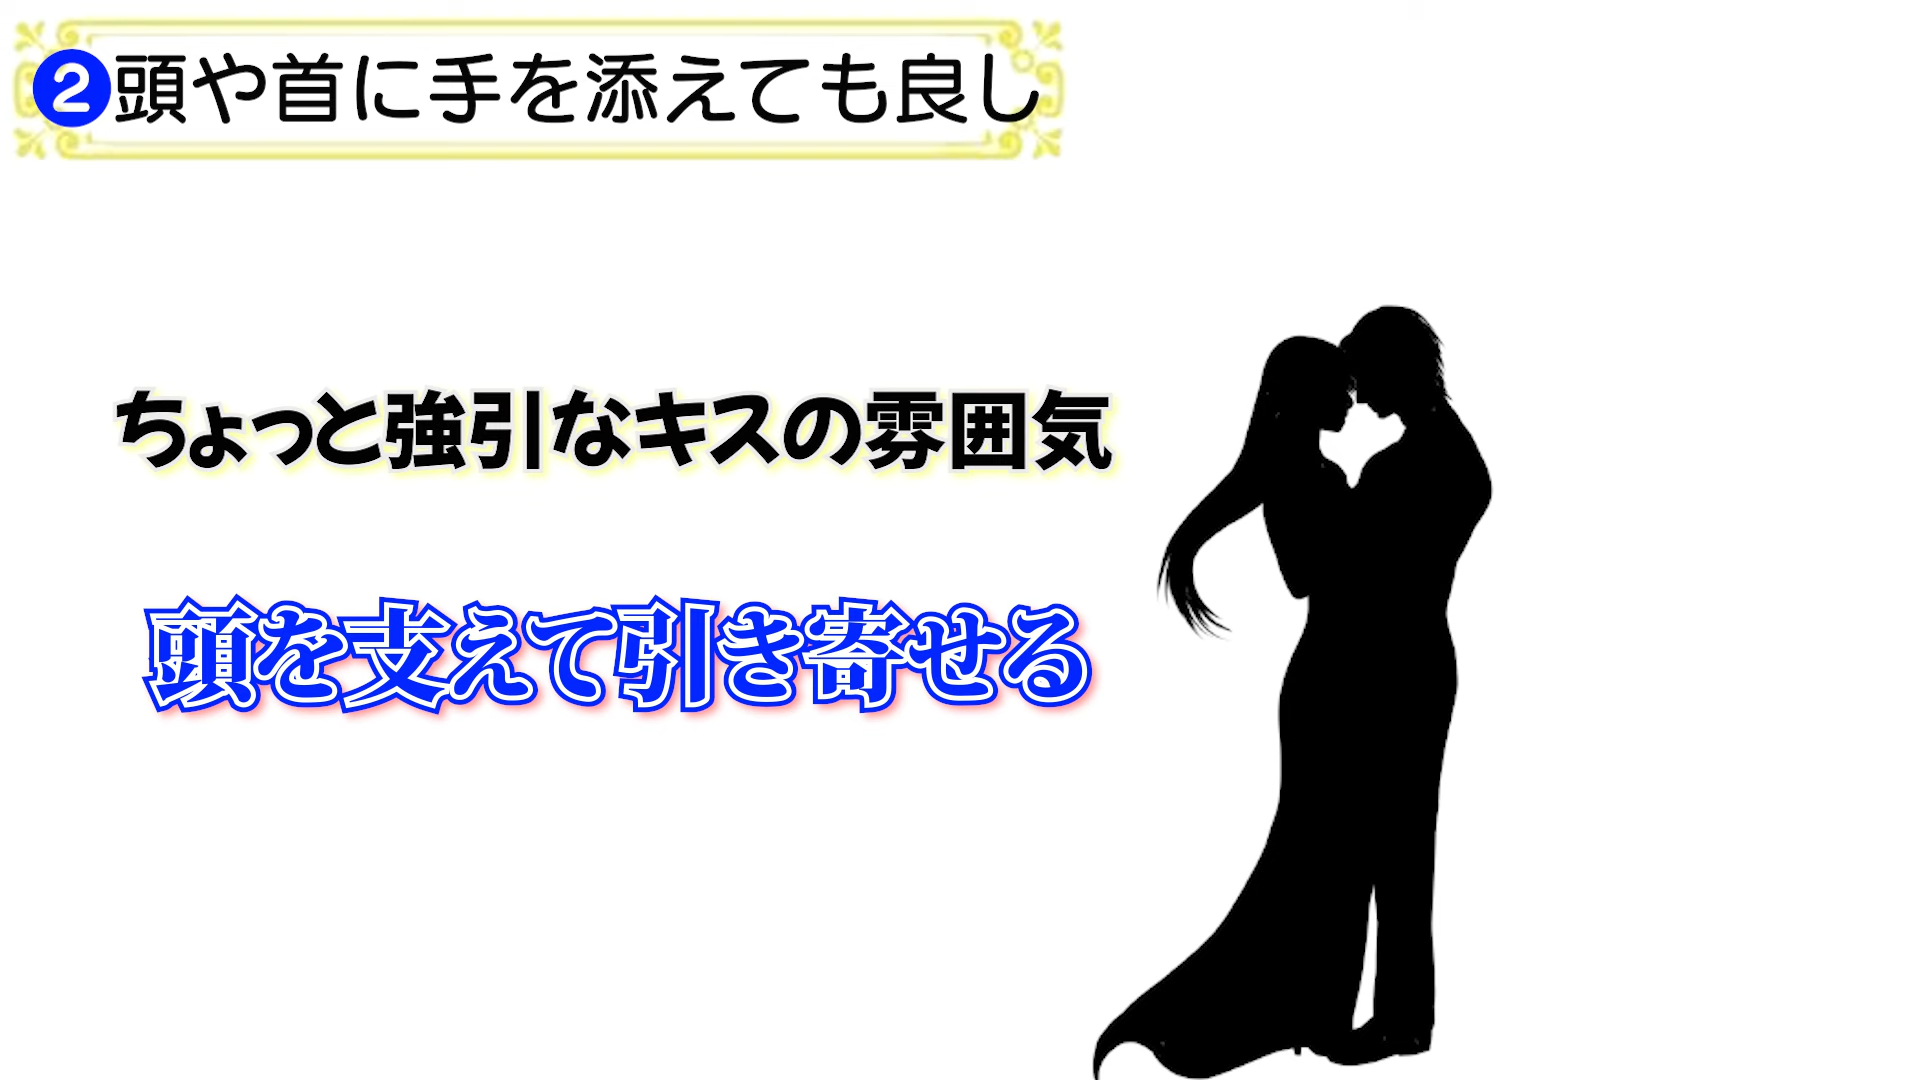 ❷頭や首に手を添えても良し
ちょっと強引なキスの雰囲気
頭を支えて引き寄せる